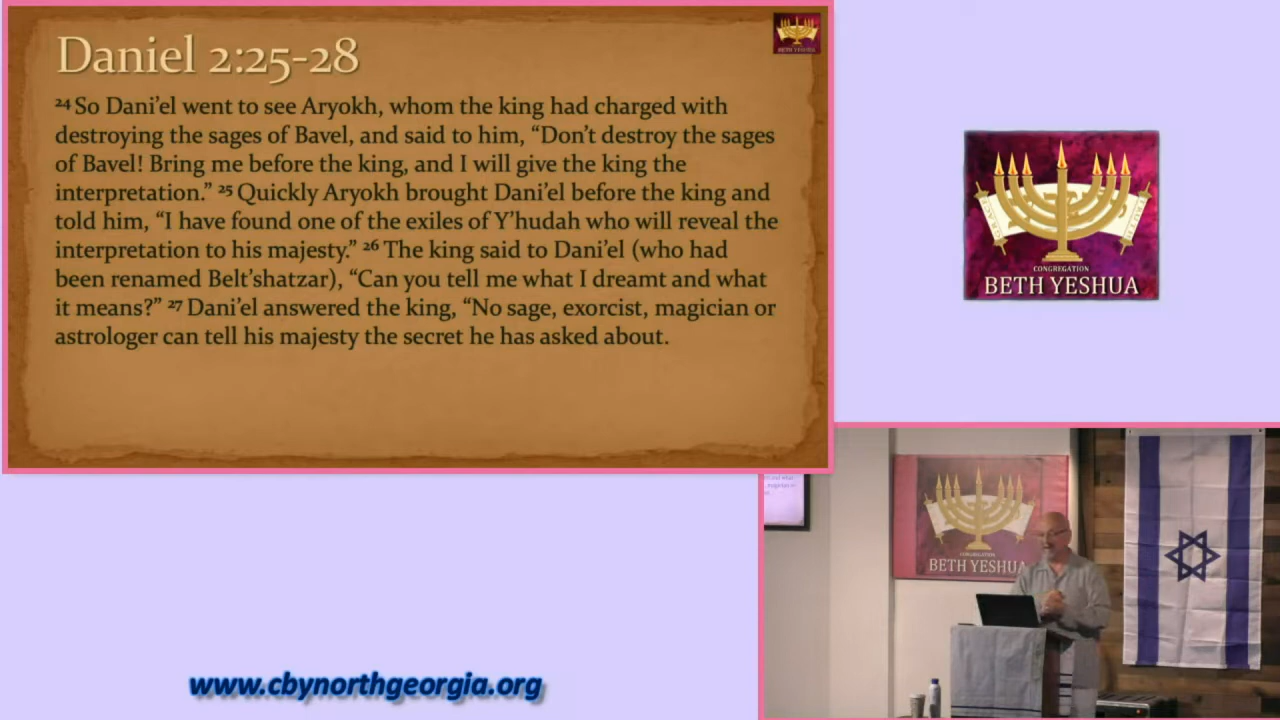 Daniel 2:25-28
BETH YESHUA
²⁴ So Dani’el went to see Aryokh, whom the king had charged with
destroying the sages of Bavel, and said to him, “Don’t destroy the sages
of Bavel! Bring me before the king, and I will give the king the
interpretation.” ²⁵ Quickly Aryokh brought Dani’el before the king and
told him, “I have found one of the exiles of Y’hudah who will reveal the
interpretation to his majesty.” ²⁶ The king said to Dani’el (who had
been renamed Belt’shatzar), “Can you tell me what I dreamt and what
it means?” ²⁷ Dani’el answered the king, “No sage, exorcist, magician or
astrologer can tell his majesty the secret he has asked about.
GRACE
TRUTH
CONGREGATION
BETH YESHUA
CONGREGATION
BETH YESHUA
www.cbynorthgeorgia.org